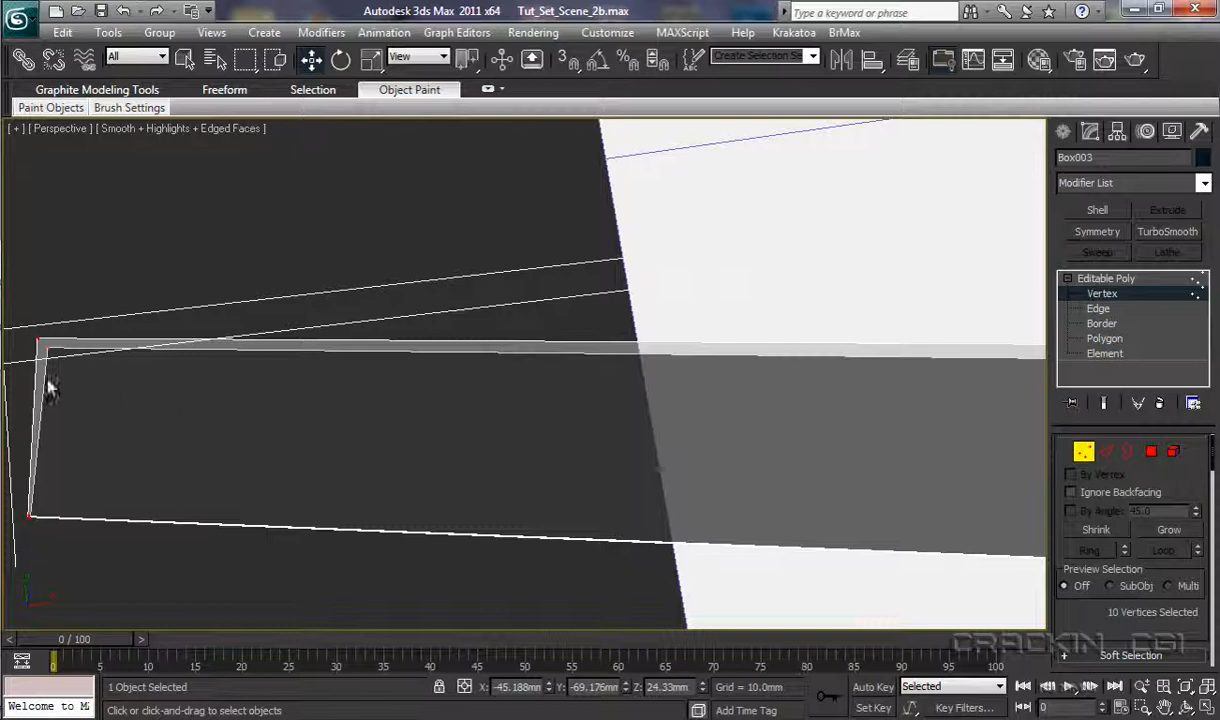 Autodesk 3ds Max 2011 x64 Tut_Set_Scene_2b.max
Type a keyword or phrase
Edit Tools Group Views Create Modifiers Animation Graph Editors Rendering Customize MAXScript Help Krakatoa BrMax
All View Create Selection Se
Graphite Modeling Tools Freeform Selection Object Paint
Paint Objects Brush Settings
[ + ] [ Perspective ] [ Smooth + Highlights + Edged Faces ]
Box003
Modifier List
Shell Extrude
Symmetry TurboSmooth
Sweep Lathe
Editable Poly
Vertex
Edge
Border
Polygon
Element
By Vertex
Ignore Backfacing
By Angle: 45.0
Shrink Grow
Ring Loop
Preview Selection
Off SubObj Multi
10 Vertices Selected
CRACKIN_CGI
Soft Selection
0 / 100
0 5 10 15 20 25 30 35 40 45 50 55 60 65 70 75 80 85 90 95 100
1 Object Selected X: -45.188mm Y: -69.176mm Z: 24.33mm Grid = 10.0mm Auto Key Selected
Welcome to M Click or click-and-drag to select objects Add Time Tag Set Key Key Filters... 0